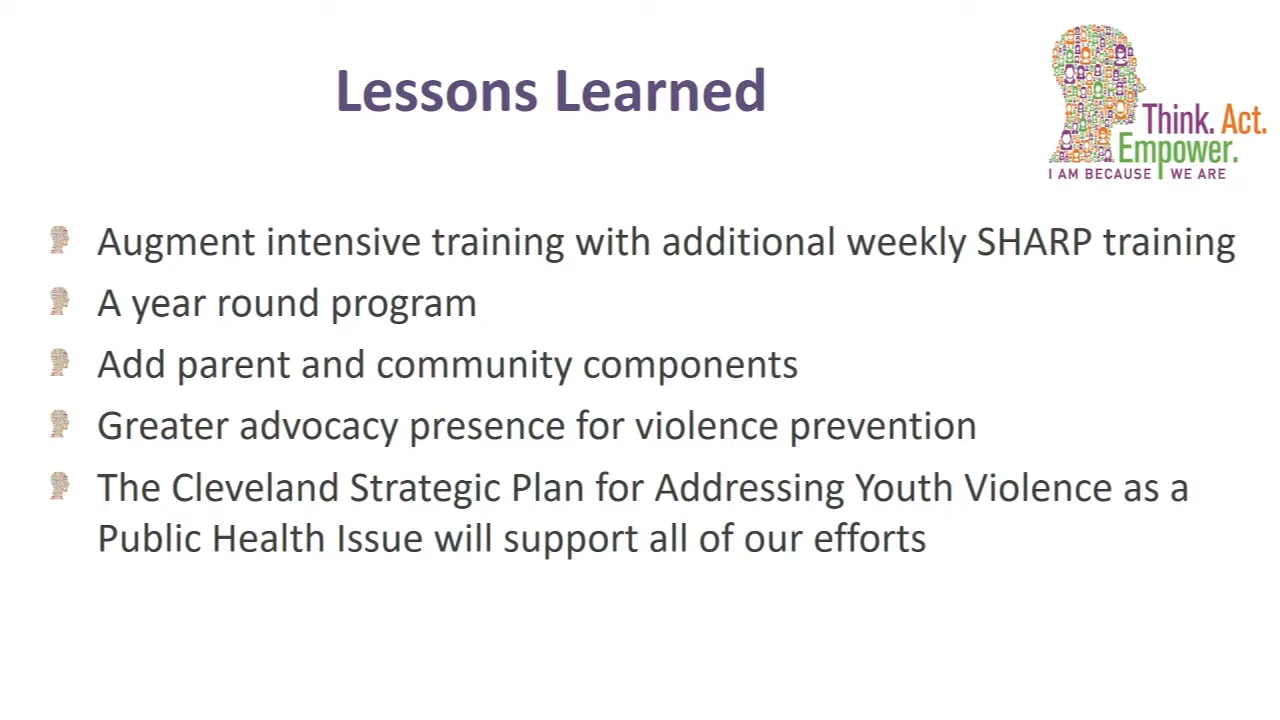 Lessons Learned
Think. Act.
Empower.
I AM BECAUSE WE ARE
Augment intensive training with additional weekly SHARP training
A year round program
Add parent and community components
Greater advocacy presence for violence prevention
The Cleveland Strategic Plan for Addressing Youth Violence as a
Public Health Issue will support all of our efforts